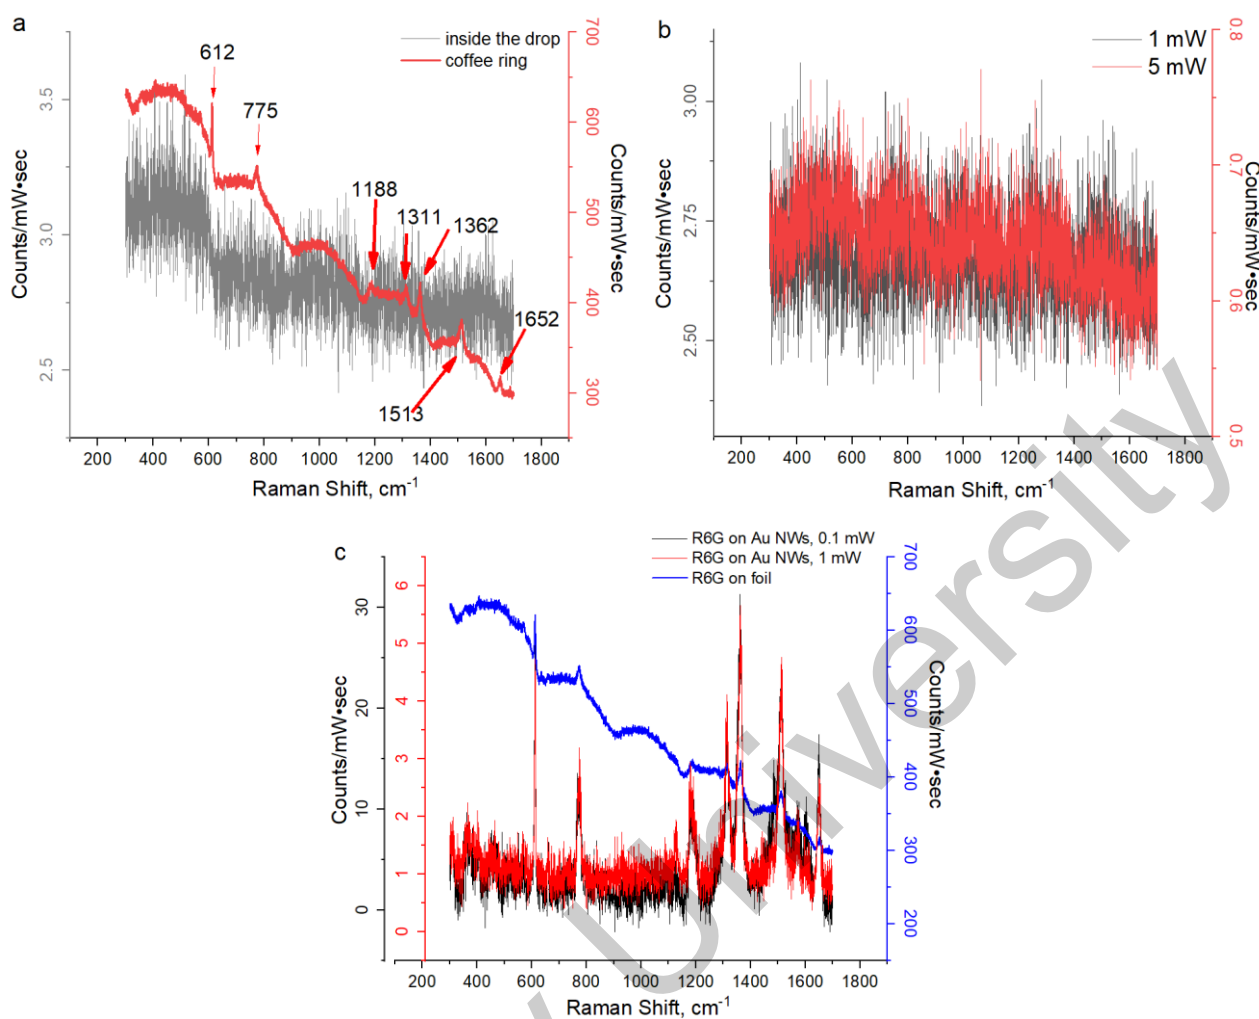 a
inside the drop
coffee ring
612
775
1188
1311
1362
1652
1513
3.5
3.0
2.5
Counts/mW•sec
700
600
500
400
300
Counts/mW•sec
200 400 600 800 1000 1200 1400 1600 1800
Raman Shift, cm-1
b
1 mW
5 mW
3.00
2.75
2.50
Counts/mW•sec
0.8
0.7
0.6
0.5
Counts/mW•sec
200 400 600 800 1000 1200 1400 1600 1800
Raman Shift, cm-1
c
R6G on Au NWs, 0.1 mW
R6G on Au NWs, 1 mW
R6G on foil
30
20
10
0
Counts/mW•sec
6
5
4
3
2
1
0
700
600
500
400
300
200
Counts/mW•sec
200 400 600 800 1000 1200 1400 1600 1800
Raman Shift, cm-1
University